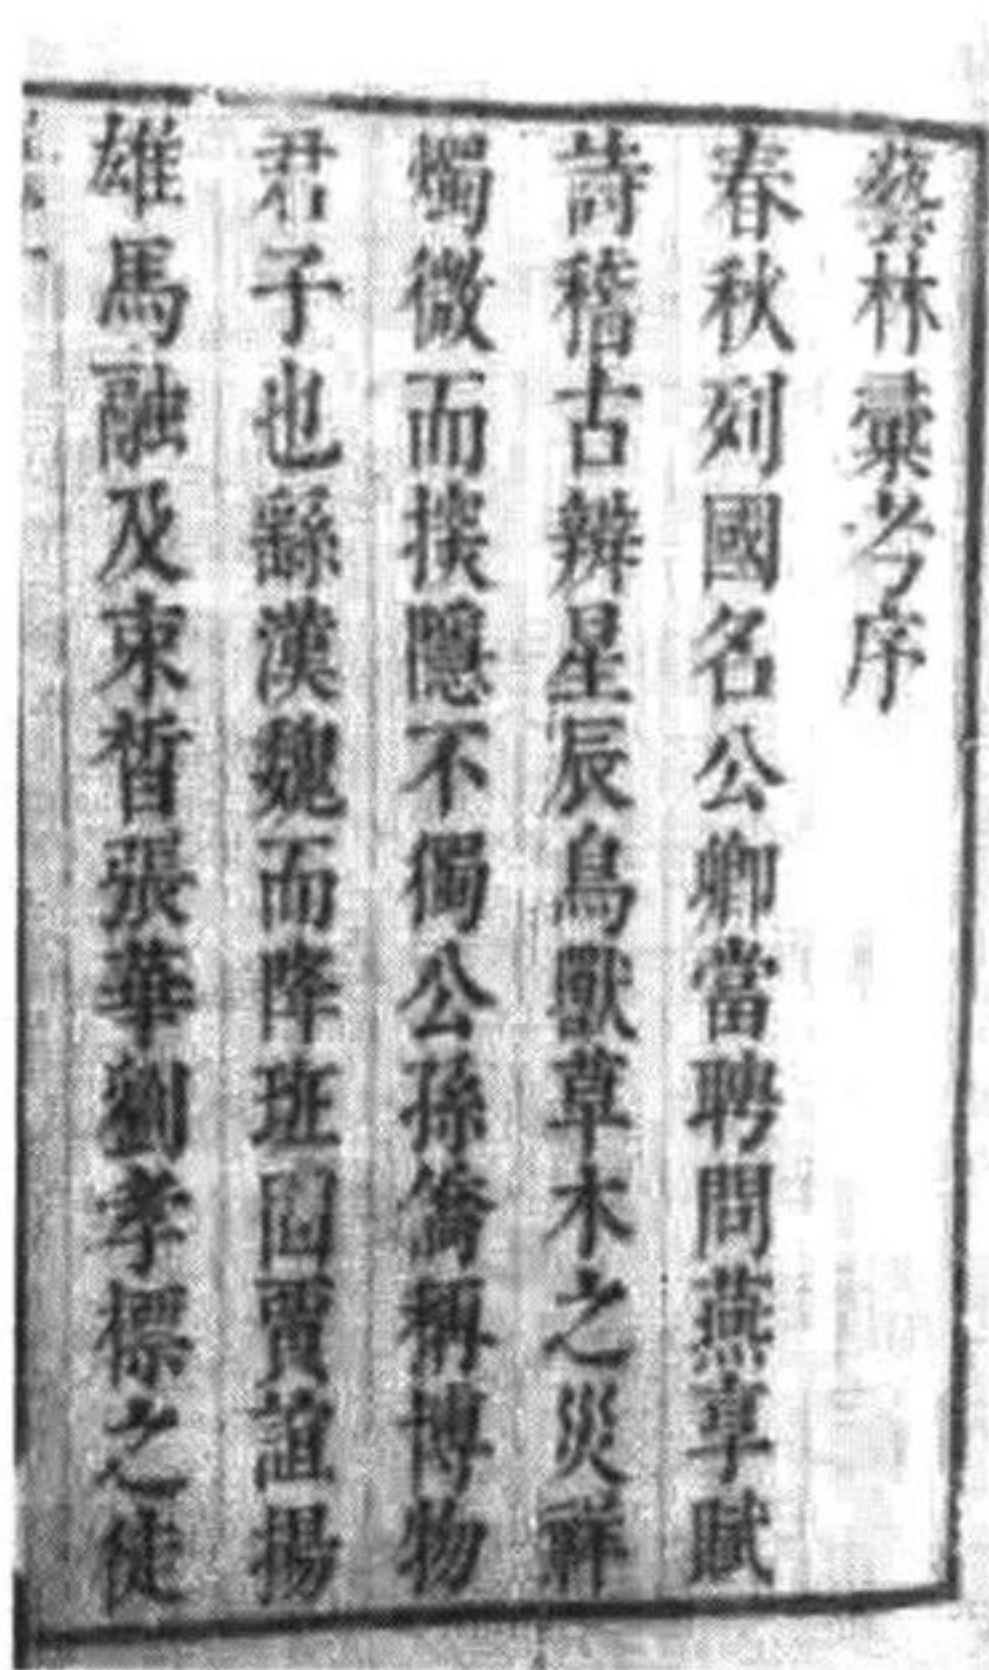 藝林彙考序
春秋列國名公卿當聘問燕享賦
詩稽古辨星辰鳥獸草木之災祥
燭微而探隱不獨公孫僑稱博物
君子也繇漢魏而降班固賈誼揚
雄馬融及束皙張華劉孝標之徒